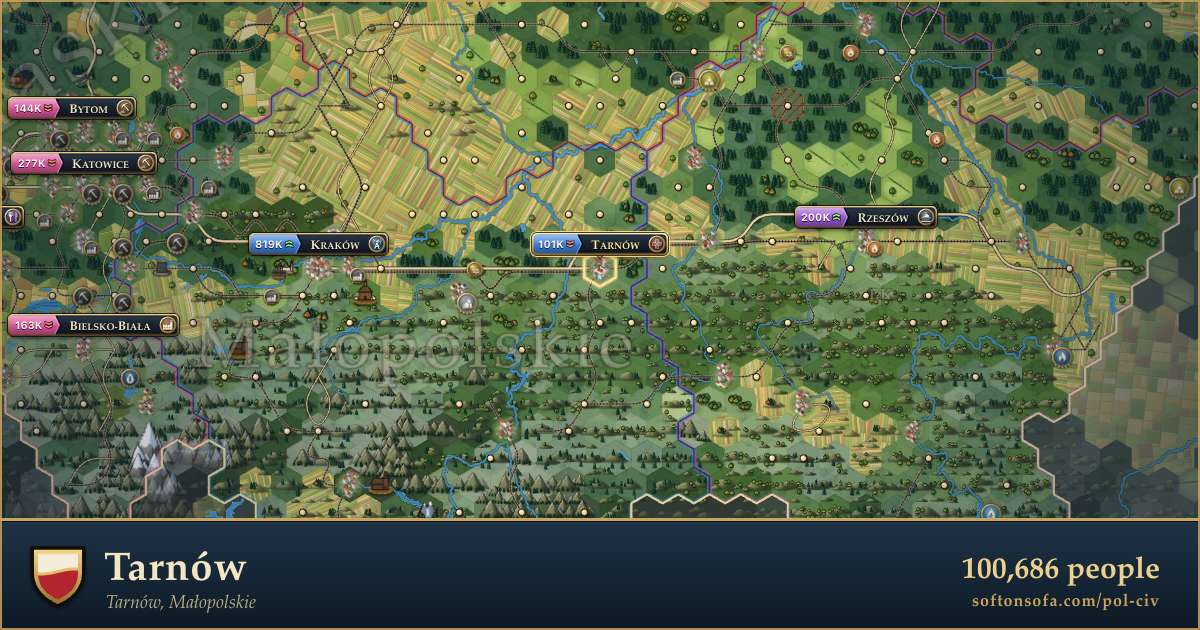 144K BYTOM
277K KATOWICE
200K RZESZÓW
819K KRAKÓW
101K TARNÓW
163K BIELSKO-BIAŁA
Małopolskie
Tarnów
Tarnów, Małopolskie
100,686 people
softonsofa.com/pol-civ